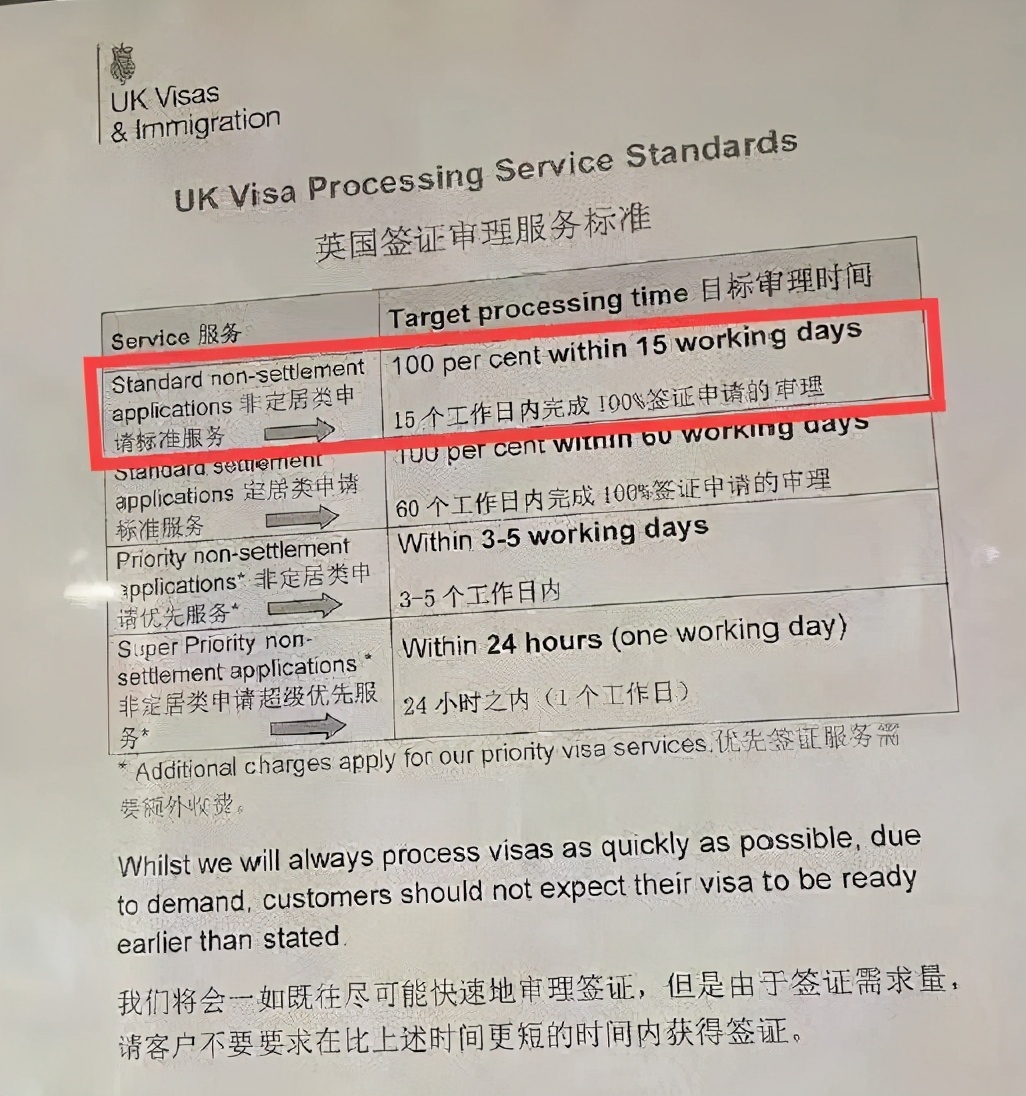 UK Visas
& Immigration
UK Visa Processing Service Standards
英国签证审理服务标准
Service 服务
Target processing time 目标审理时间
Standard non-settlement
applications 非定居类申
请标准服务
100 per cent within 15 working days
15 个工作日内完成 100%签证申请的审理
Standard settlement
applications 定居类申请
标准服务
100 per cent within 60 working days
60 个工作日内完成 100%签证申请的审理
Priority non-settlement
applications* 非定居类申
请优先服务*
Within 3-5 working days
3-5 个工作日内
Super Priority non-
settlement applications *
非定居类申请超级优先服
务*
Within 24 hours (one working day)
24 小时之内（1 个工作日）
* Additional charges apply for our priority visa services.优先签证服务需
要额外收费。
Whilst we will always process visas as quickly as possible, due
to demand, customers should not expect their visa to be ready
earlier than stated.
我们将会一如既往尽可能快速地审理签证，但是由于签证需求量，
请客户不要要求在比上述时间更短的时间内获得签证。